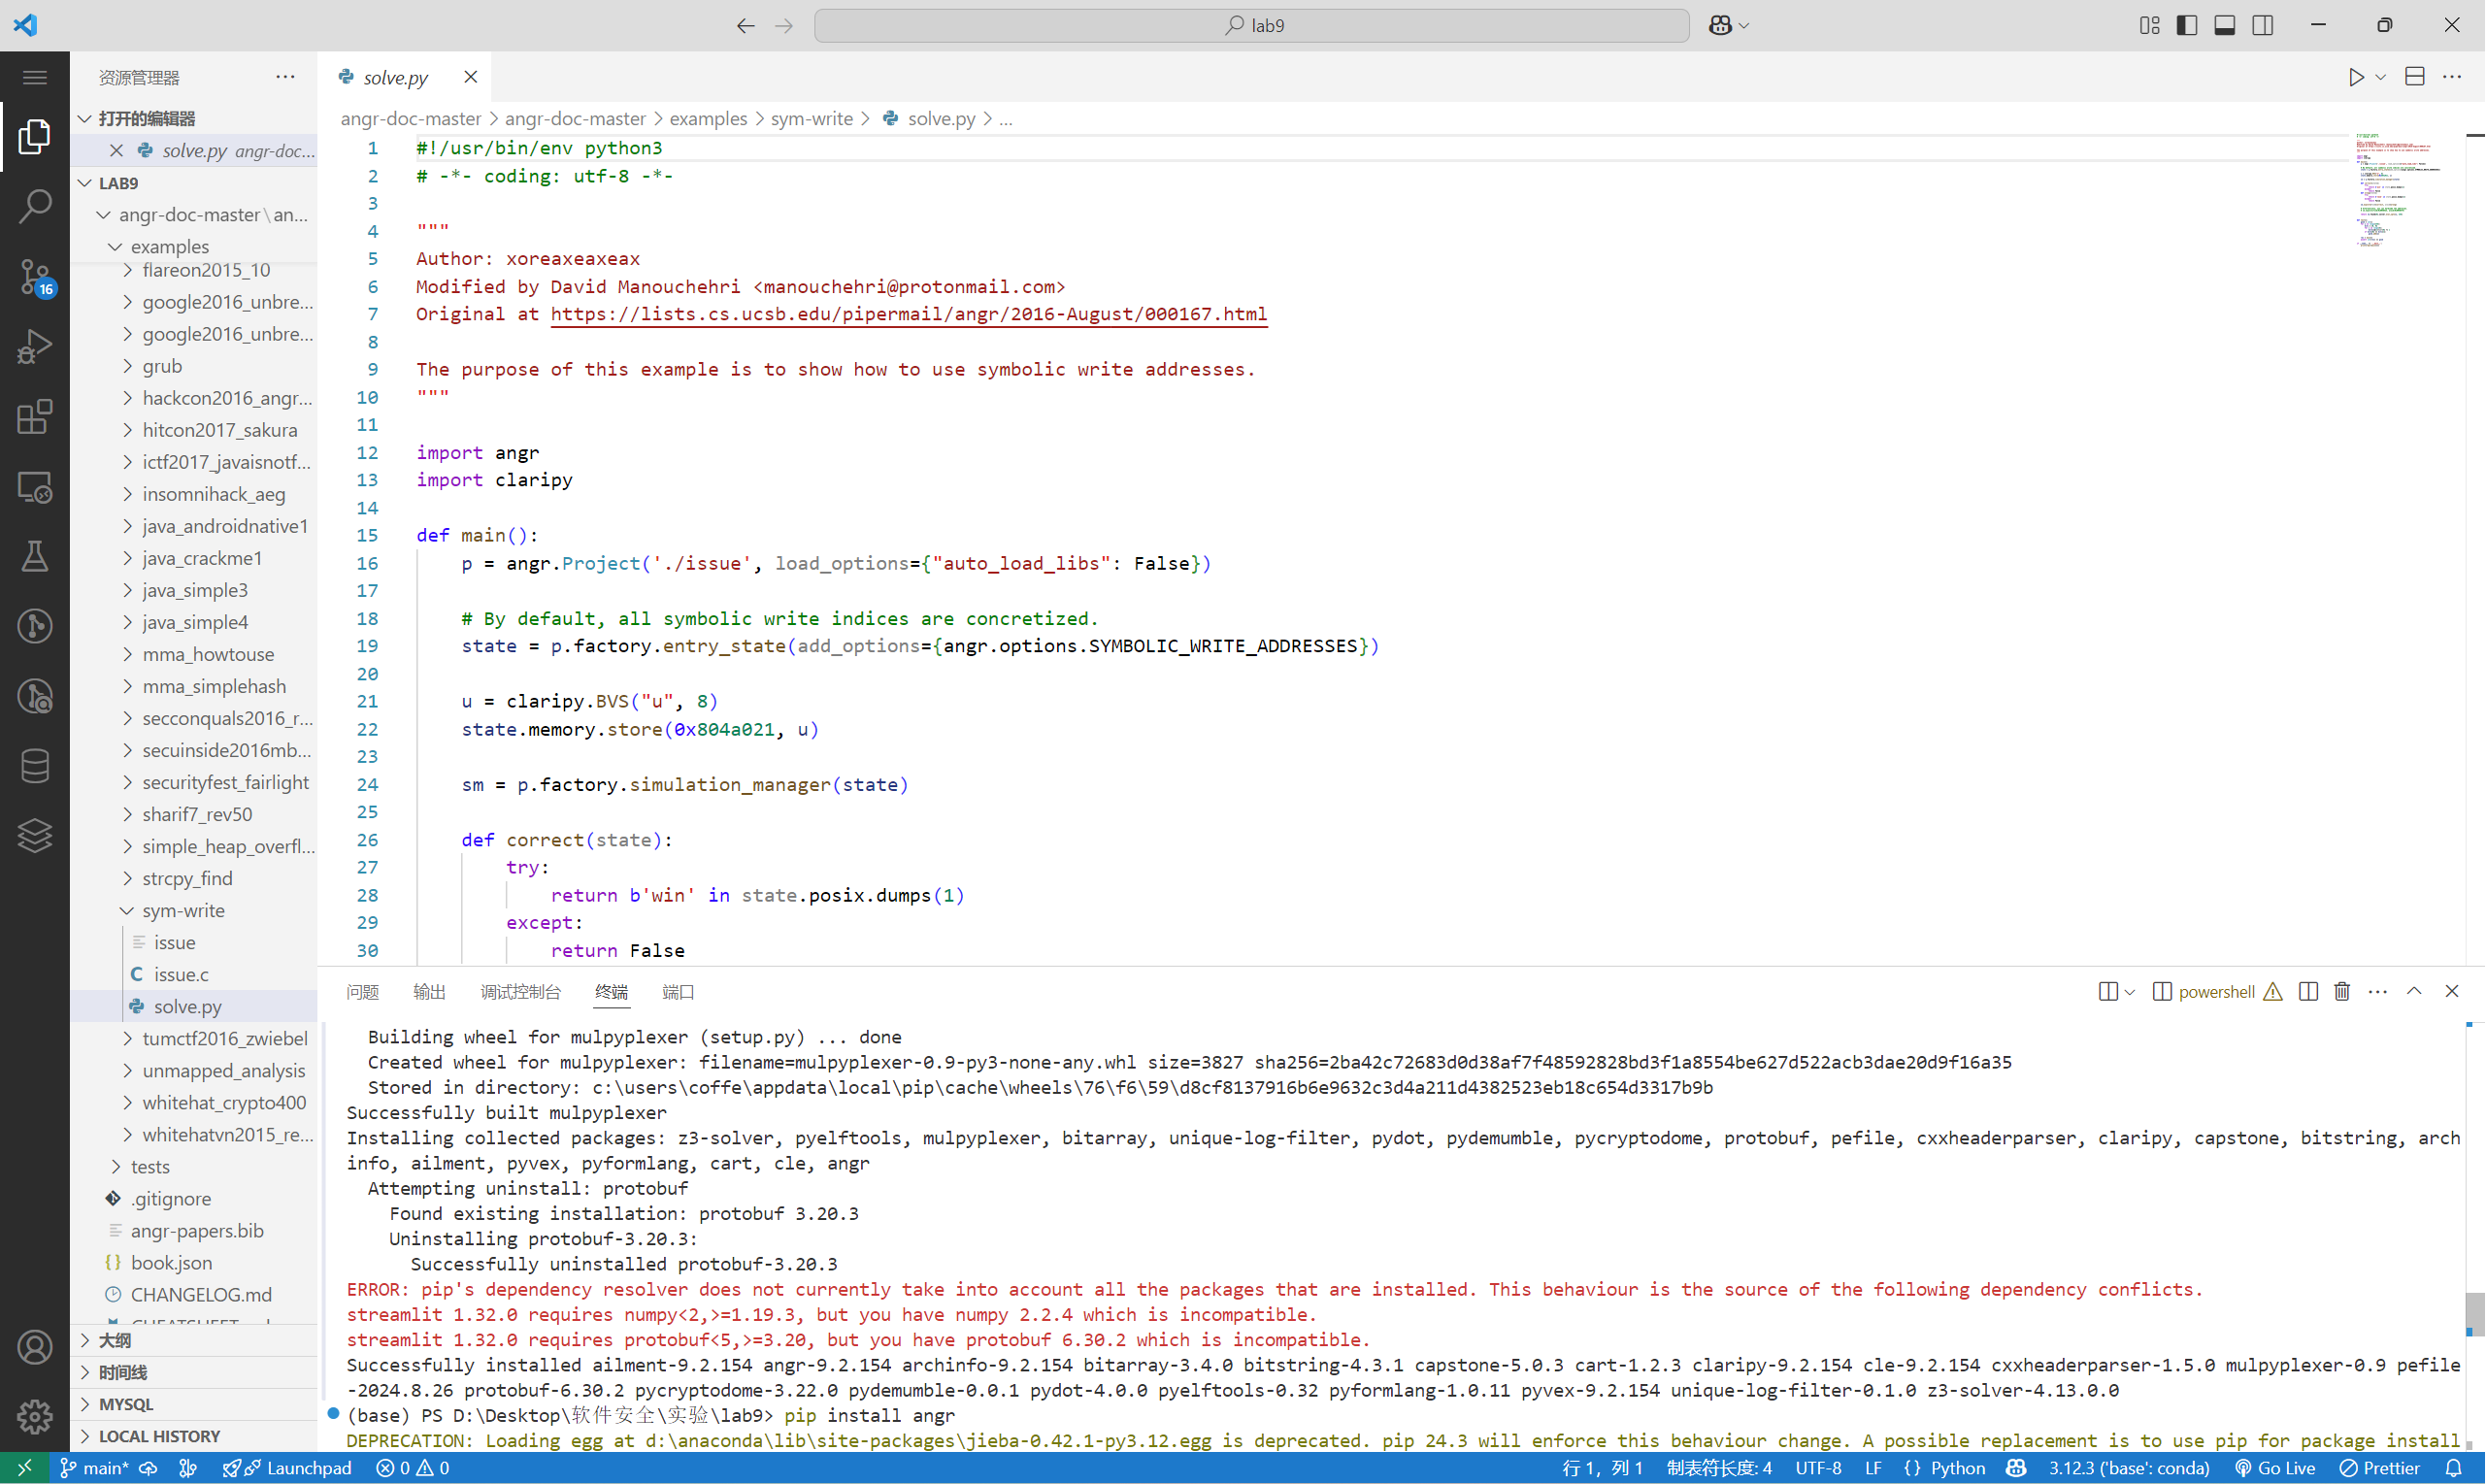 lab9
资源管理器
solve.py
打开的编辑器
solve.py angr-doc...
LAB9
angr-doc-master\an...
examples
flareon2015_10
google2016_unbre...
google2016_unbre...
grub
hackcon2016_angr...
hitcon2017_sakura
ictf2017_javaisnotf...
insomnihack_aeg
java_androidnative1
java_crackme1
java_simple3
java_simple4
mma_howtouse
mma_simplehash
secconquals2016_r...
secuinside2016mb...
securityfest_fairlight
sharif7_rev50
simple_heap_overfl...
strcpy_find
sym-write
issue
C issue.c
solve.py
tumctf2016_zwiebel
unmapped_analysis
whitehat_crypto400
whitehatvn2015_re...
tests
.gitignore
angr-papers.bib
{} book.json
CHANGELOG.md
大纲
时间线
MYSQL
LOCAL HISTORY
16
angr-doc-master > angr-doc-master > examples > sym-write > solve.py > ...
1 #!/usr/bin/env python3
2 # -*- coding: utf-8 -*-
3
4 """
5 Author: xoreaxeaxeax
6 Modified by David Manouchehri <manouchehri@protonmail.com>
7 Original at https://lists.cs.ucsb.edu/pipermail/angr/2016-August/000167.html
8
9 The purpose of this example is to show how to use symbolic write addresses.
10 """
11
12 import angr
13 import claripy
14
15 def main():
16 p = angr.Project('./issue', load_options={"auto_load_libs": False})
17
18 # By default, all symbolic write indices are concretized.
19 state = p.factory.entry_state(add_options={angr.options.SYMBOLIC_WRITE_ADDRESSES})
20
21 u = claripy.BVS("u", 8)
22 state.memory.store(0x804a021, u)
23
24 sm = p.factory.simulation_manager(state)
25
26 def correct(state):
27 try:
28 return b'win' in state.posix.dumps(1)
29 except:
30 return False
问题 输出 调试控制台 终端 端口
powershell
Building wheel for mulpyplexer (setup.py) ... done
Created wheel for mulpyplexer: filename=mulpyplexer-0.9-py3-none-any.whl size=3827 sha256=2ba42c72683d0d38af7f48592828bd3f1a8554be627d522acb3dae20d9f16a35
Stored in directory: c:\users\coffe\appdata\local\pip\cache\wheels\76\f6\59\d8cf8137916b6e9632c3d4a211d4382523eb18c654d3317b9b
Successfully built mulpyplexer
Installing collected packages: z3-solver, pyelftools, mulpyplexer, bitarray, unique-log-filter, pydot, pydemumble, pycryptodome, protobuf, pefile, cxxheaderparser, claripy, capstone, bitstring, arch
info, ailment, pyvex, pyformlang, cart, cle, angr
Attempting uninstall: protobuf
Found existing installation: protobuf 3.20.3
Uninstalling protobuf-3.20.3:
Successfully uninstalled protobuf-3.20.3
ERROR: pip's dependency resolver does not currently take into account all the packages that are installed. This behaviour is the source of the following dependency conflicts.
streamlit 1.32.0 requires numpy<2,>=1.19.3, but you have numpy 2.2.4 which is incompatible.
streamlit 1.32.0 requires protobuf<5,>=3.20, but you have protobuf 6.30.2 which is incompatible.
Successfully installed ailment-9.2.154 angr-9.2.154 archinfo-9.2.154 bitarray-3.4.0 bitstring-4.3.1 capstone-5.0.3 cart-1.2.3 claripy-9.2.154 cle-9.2.154 cxxheaderparser-1.5.0 mulpyplexer-0.9 pefile
-2024.8.26 protobuf-6.30.2 pycryptodome-3.22.0 pydemumble-0.0.1 pydot-4.0.0 pyelftools-0.32 pyformlang-1.0.11 pyvex-9.2.154 unique-log-filter-0.1.0 z3-solver-4.13.0.0
(base) PS D:\Desktop\软件安全\实验\lab9> pip install angr
DEPRECATION: Loading egg at d:\anaconda\lib\site-packages\jieba-0.42.1-py3.12.egg is deprecated. pip 24.3 will enforce this behaviour change. A possible replacement is to use pip for package install
main* Launchpad 0 0 行 1，列 1 制表符长度: 4 UTF-8 LF {} Python 3.12.3 ('base': conda) Go Live Prettier